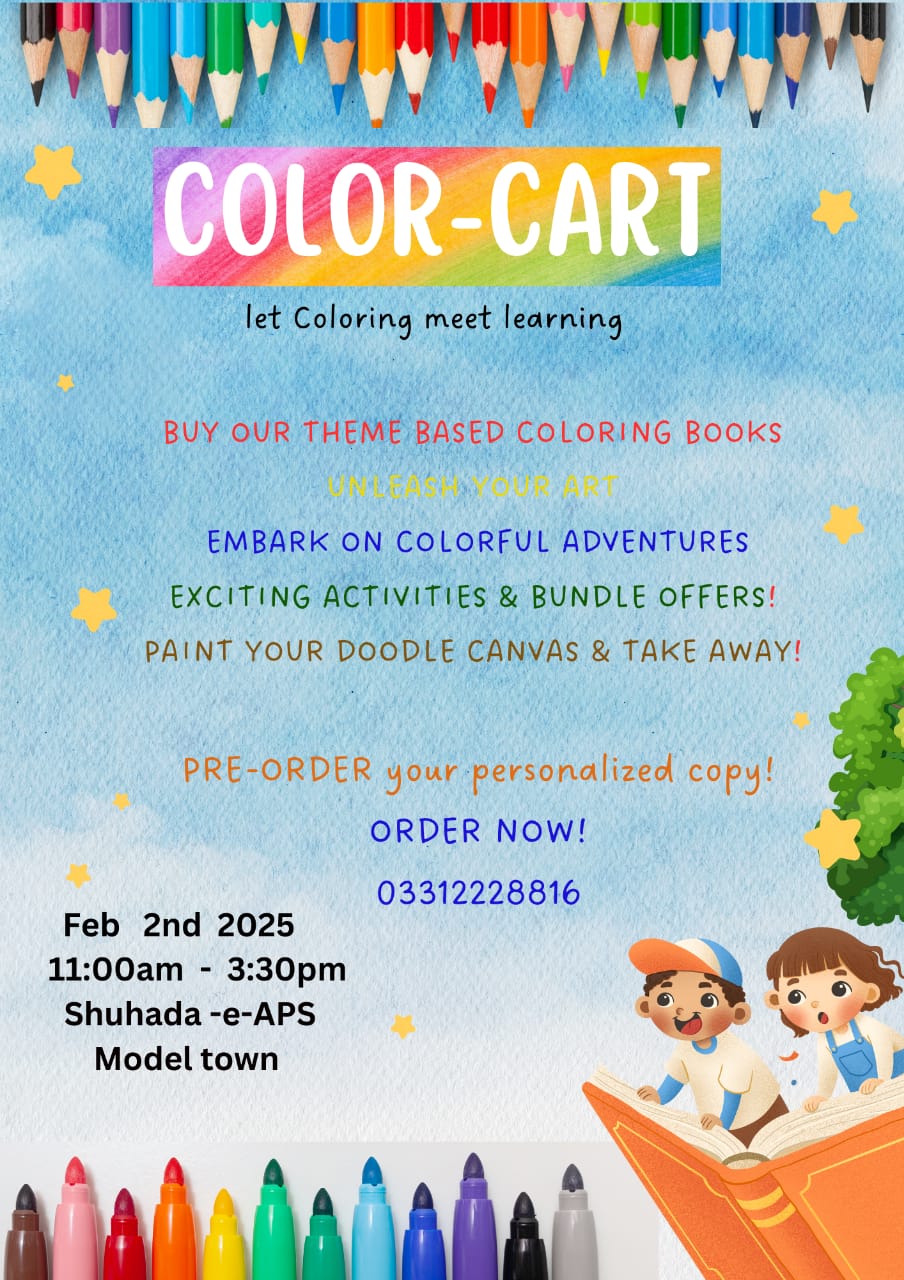 COLOR-CART
let Coloring meet learning
BUY OUR THEME BASED COLORING BOOKS
UNLEASH YOUR ART
EMBARK ON COLORFUL ADVENTURES
EXCITING ACTIVITIES & BUNDLE OFFERS!
PAINT YOUR DOODLE CANVAS & TAKE AWAY!
PRE-ORDER your personalized copy!
ORDER NOW!
03312228816
Feb 2nd 2025
11:00am - 3:30pm
Shuhada -e-APS
Model town